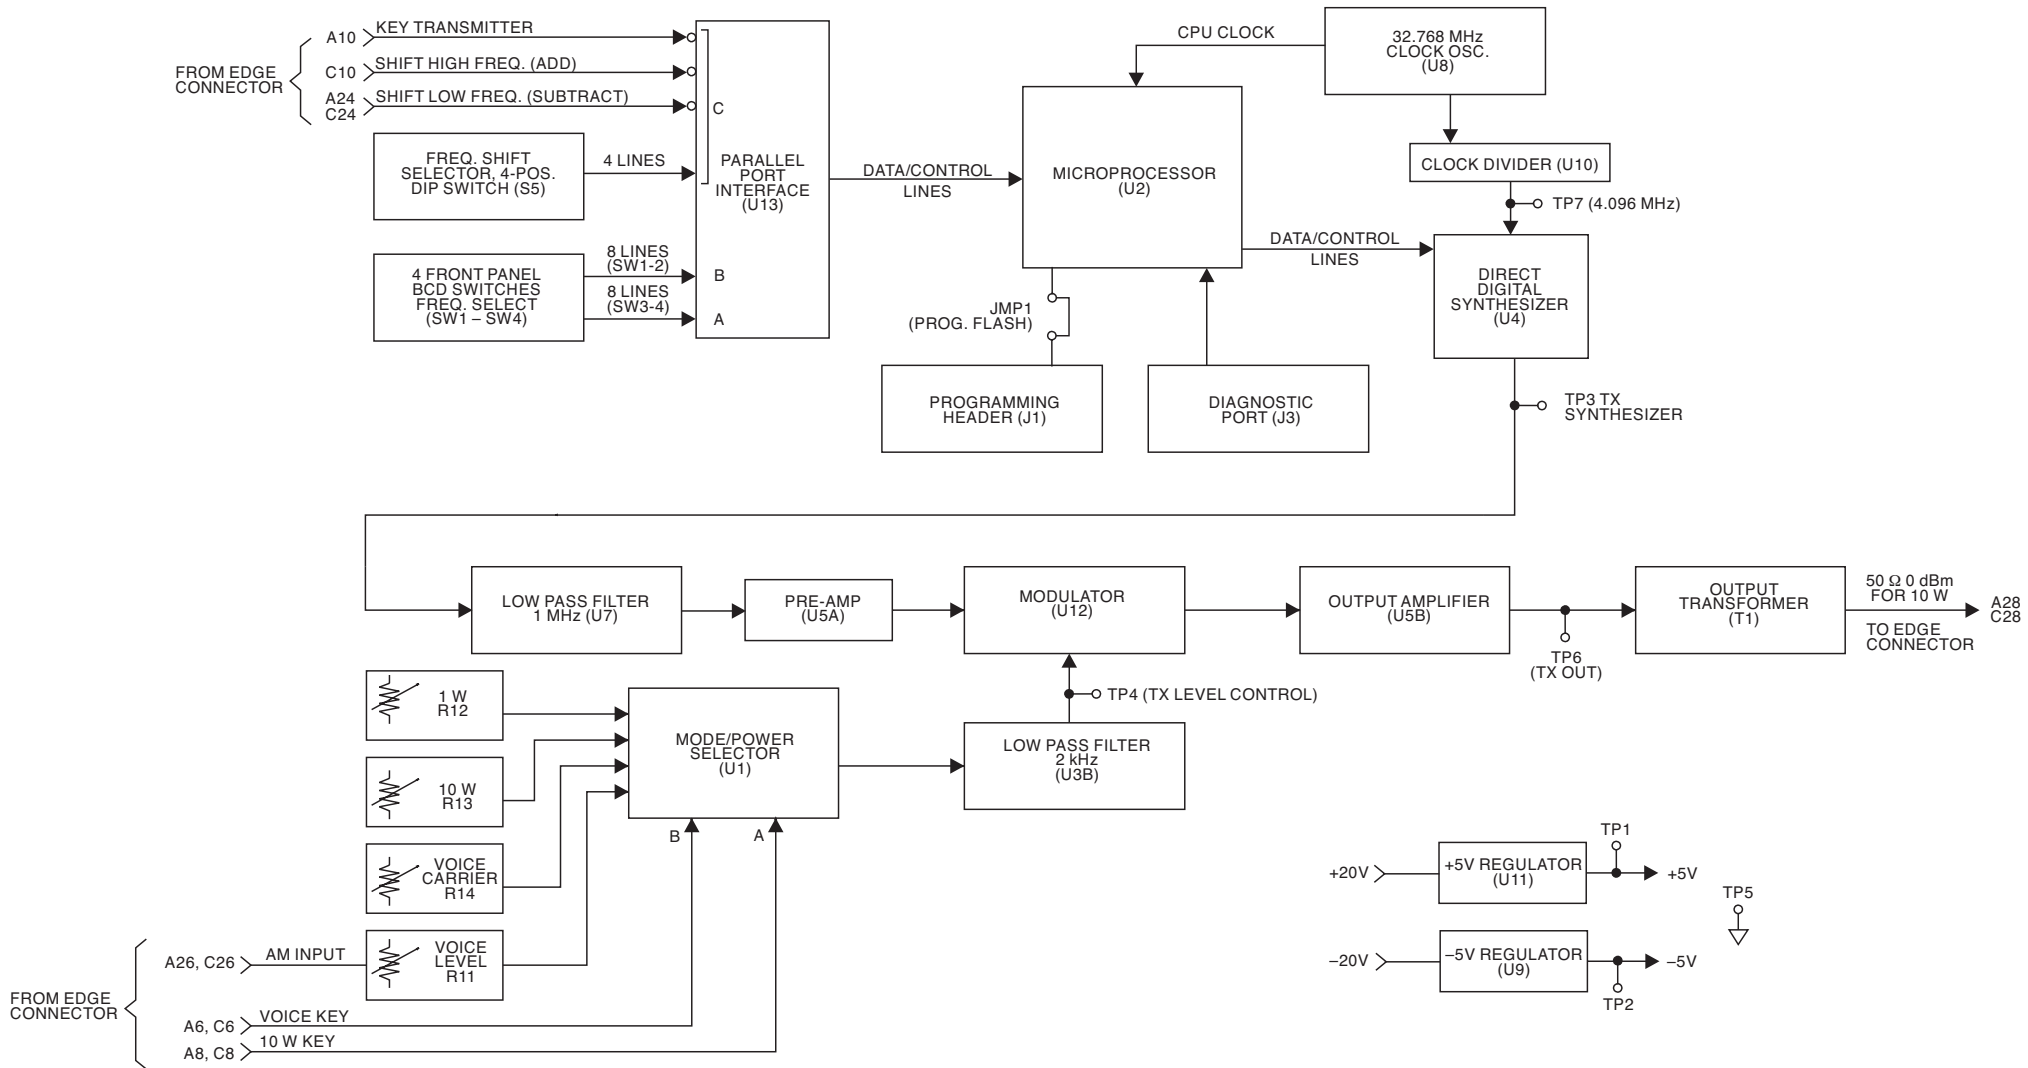 FROM EDGE
CONNECTOR
A10
KEY TRANSMITTER
C10
SHIFT HIGH FREQ. (ADD)
A24
C24
SHIFT LOW FREQ. (SUBTRACT)
FREQ. SHIFT
SELECTOR, 4-POS.
DIP SWITCH (S5)
4 LINES
4 FRONT PANEL
BCD SWITCHES
FREQ. SELECT
(SW1 – SW4)
8 LINES
(SW1-2)
8 LINES
(SW3-4)
C
PARALLEL
PORT
INTERFACE
(U13)
B
A
DATA/CONTROL
LINES
CPU CLOCK
MICROPROCESSOR
(U2)
32.768 MHz
CLOCK OSC.
(U8)
CLOCK DIVIDER (U10)
TP7 (4.096 MHz)
DATA/CONTROL
LINES
DIRECT
DIGITAL
SYNTHESIZER
(U4)
JMP1
(PROG. FLASH)
PROGRAMMING
HEADER (J1)
DIAGNOSTIC
PORT (J3)
TP3 TX
SYNTHESIZER
LOW PASS FILTER
1 MHz (U7)
PRE-AMP
(U5A)
MODULATOR
(U12)
OUTPUT AMPLIFIER
(U5B)
TP6
(TX OUT)
OUTPUT
TRANSFORMER
(T1)
50 Ω 0 dBm
FOR 10 W
TO EDGE
CONNECTOR
A28
C28
1 W
R12
10 W
R13
VOICE
CARRIER
R14
VOICE
LEVEL
R11
MODE/POWER
SELECTOR
(U1)
B
A
TP4 (TX LEVEL CONTROL)
LOW PASS FILTER
2 kHz
(U3B)
FROM EDGE
CONNECTOR
A26, C26
AM INPUT
A6, C6
VOICE KEY
A8, C8
10 W KEY
+20V
+5V REGULATOR
(U11)
TP1
+5V
–20V
–5V REGULATOR
(U9)
TP2
–5V
TP5